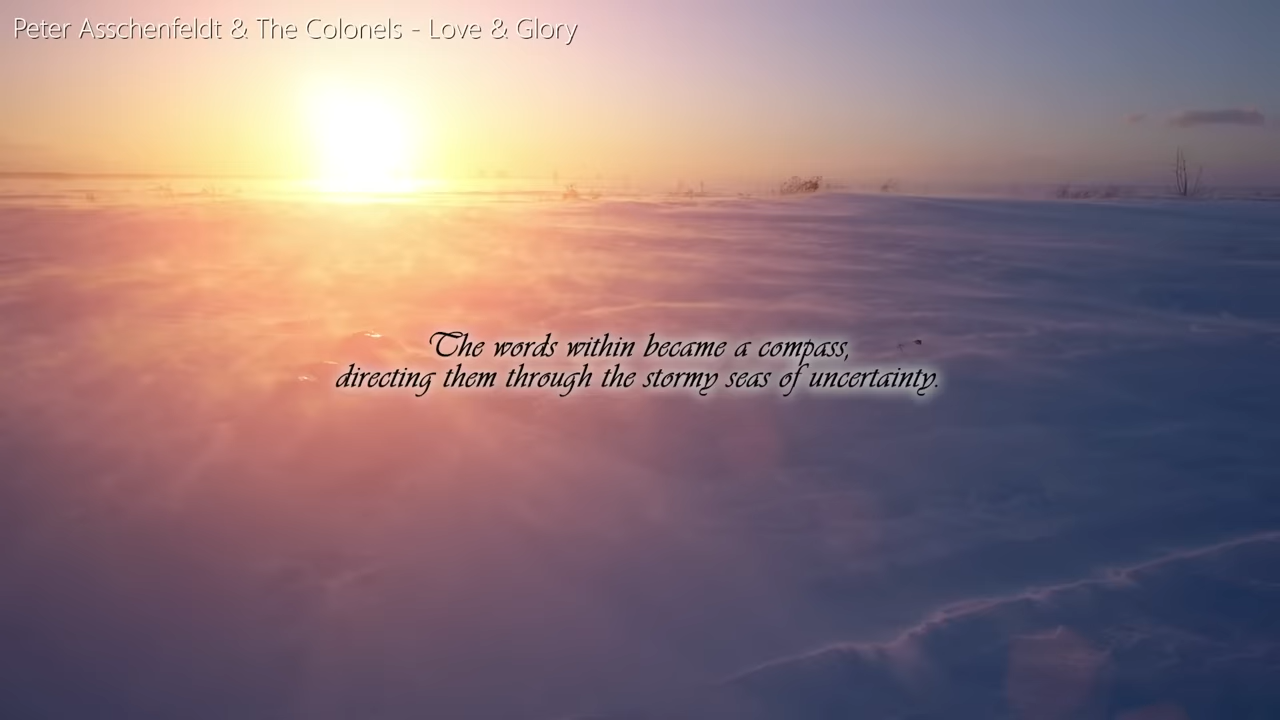 Peter Asschenfeldt & The Colonels - Love & Glory
The words within became a compass,
directing them through the stormy seas of uncertainty.